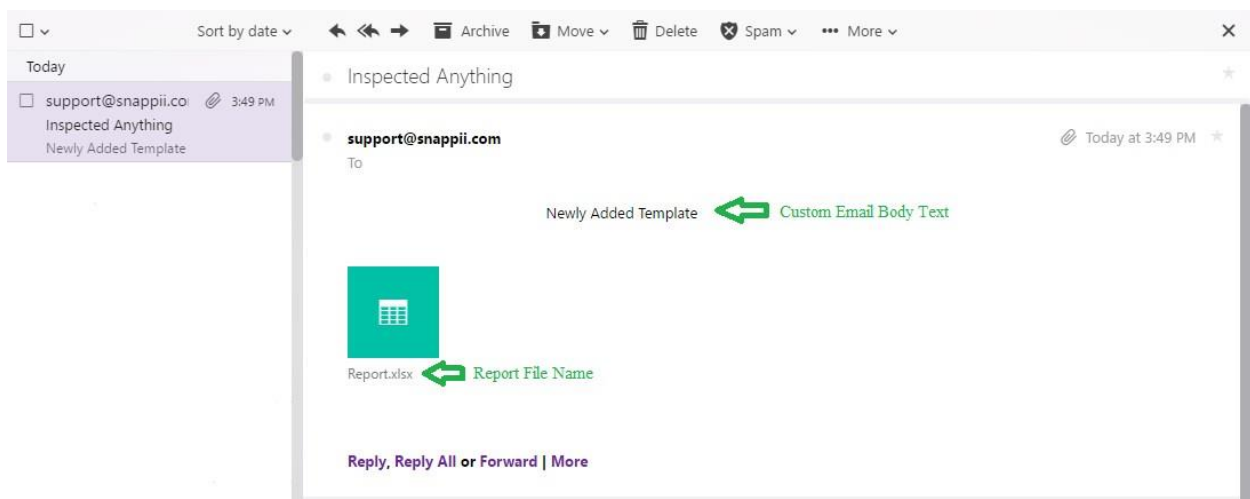 Sort by date
Archive Move Delete Spam ••• More
Today
support@snappii.co 3:49 PM
Inspected Anything
Newly Added Template
Inspected Anything
support@snappii.com Today at 3:49 PM
To
Newly Added Template Custom Email Body Text
Report.xlsx Report File Name
Reply, Reply All or Forward | More